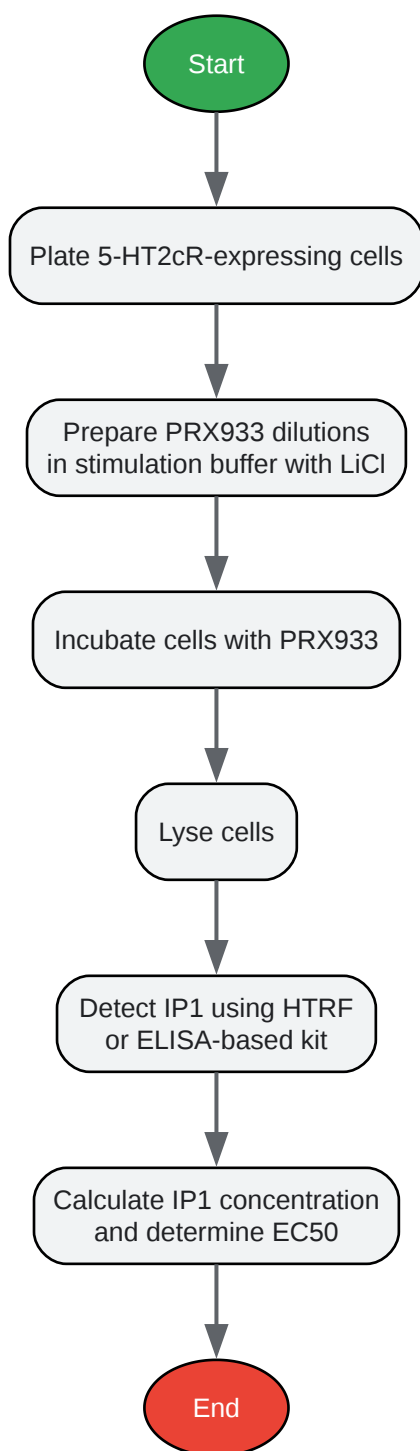 Start
Plate 5-HT2cR-expressing cells
Prepare PRX933 dilutions
in stimulation buffer with LiCl
Incubate cells with PRX933
Lyse cells
Detect IP1 using HTRF
or ELISA-based kit
Calculate IP1 concentration
and determine EC50
End